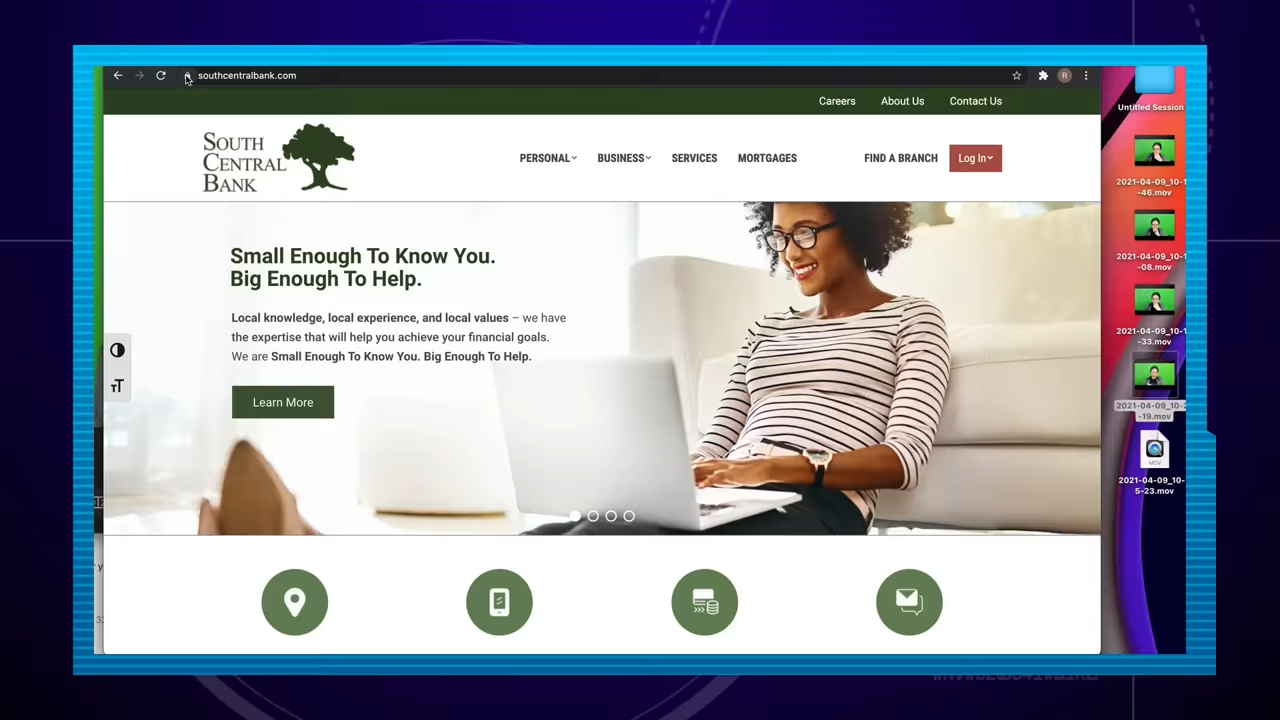 southcentralbank.com
R
Careers
About Us
Contact Us
SOUTH
CENTRAL
BANK
PERSONAL
BUSINESS
SERVICES
MORTGAGES
FIND A BRANCH
Log In
Small Enough To Know You.
Big Enough To Help.
Local knowledge, local experience, and local values – we have
the expertise that will help you achieve your financial goals.
We are Small Enough To Know You. Big Enough To Help.
Learn More
TT
Untitled Session
2021-04-09_10-1
-46.mov
2021-04-09_10-1
-08.mov
2021-04-09_10-1
-33.mov
2021-04-09_10-2
-19.mov
MOV
2021-04-09_10-
5-23.mov